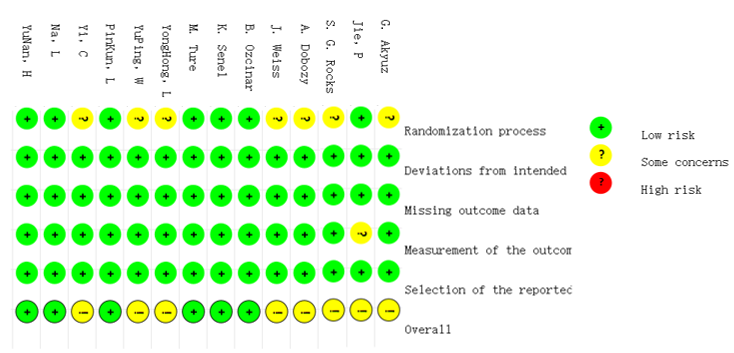 YuNan, H
Na, L
Yi, C
PinKun, L
YuPing, W
YongHong, L
M. Ture
K. Senel
B. Ozcinar
J. Weiss
A. Dobozy
S. G. Rocks
Jie, P
G. Akyuz
+ + ? + ? ? + + + ? ? ? + ?
Randomization process
+ + + + + + + + + + + + + +
Deviations from intended
+ + + + + + + + + + + + + +
Missing outcome data
+ + + + + + + + + + + + ? +
Measurement of the outcom
+ + + + + + + + + + + + + +
Selection of the reported
+ + ! + ! ! + + + ! ! ! ! !
Overall
+ Low risk
? Some concerns
? High risk